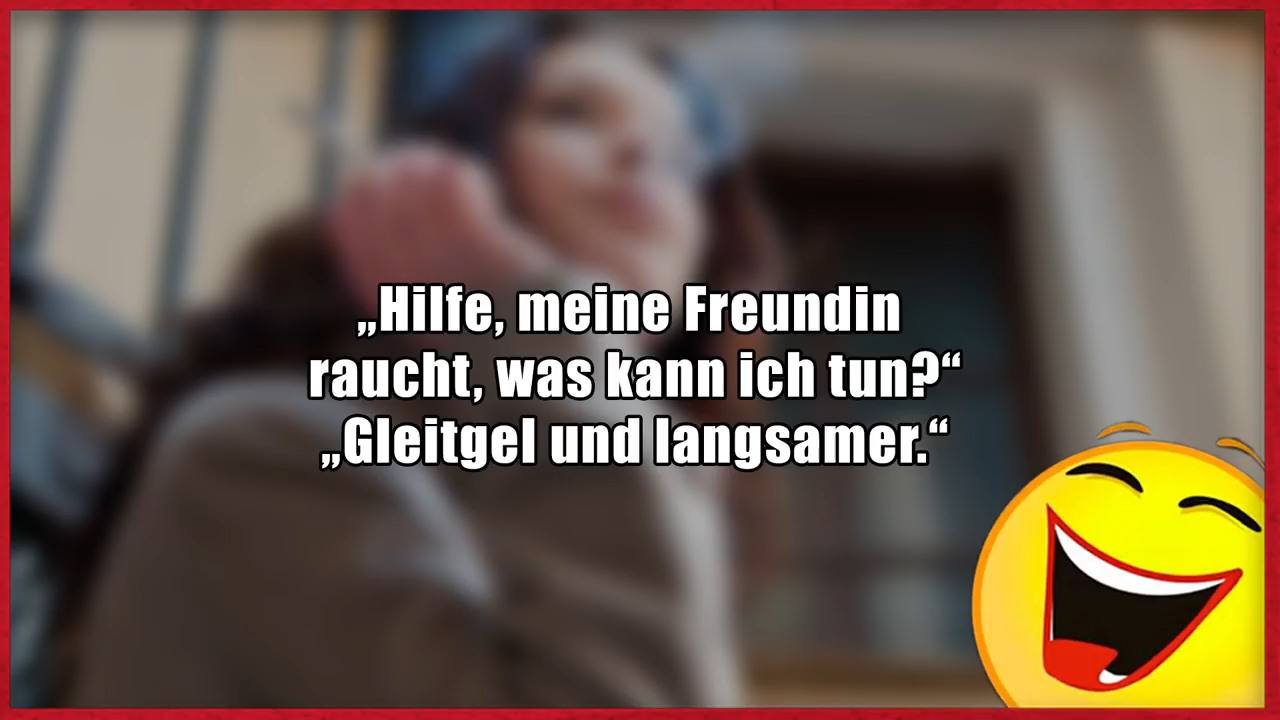 „Hilfe, meine Freundin
raucht, was kann ich tun?“
„Gleitgel und langsamer.“